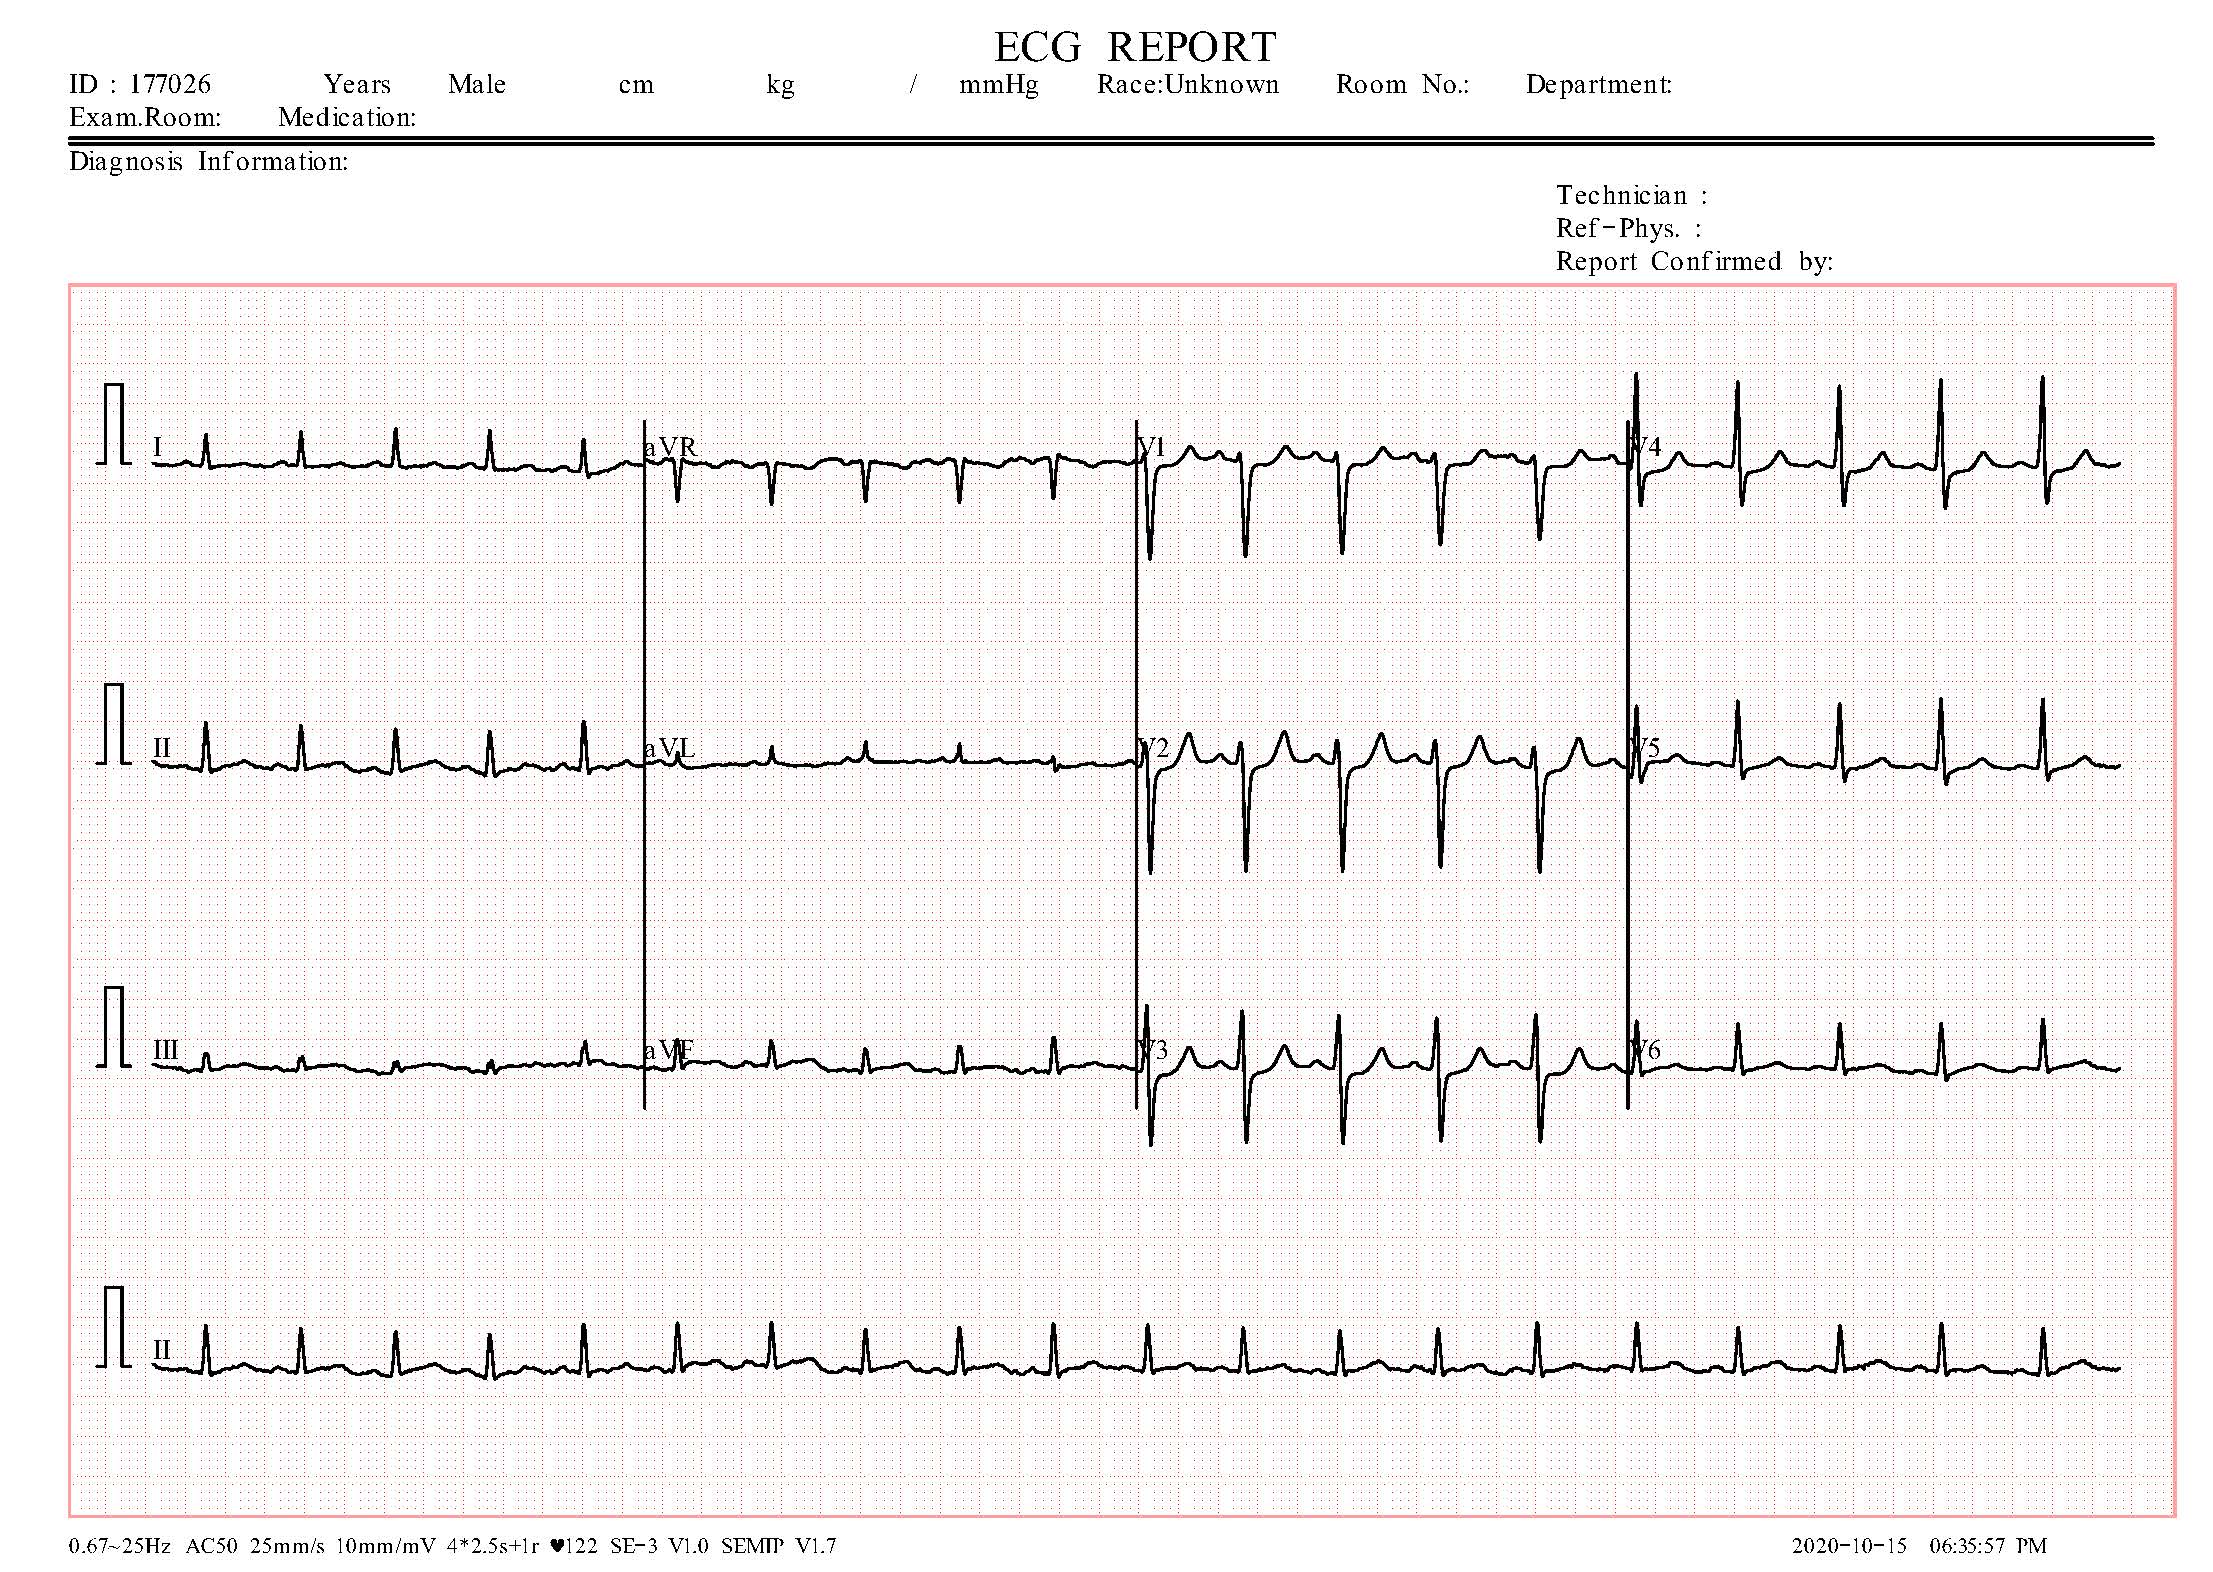 ECG REPORT
ID : 177026 Years Male cm kg / mmHg Race:Unknown Room No.: Department:
Exam.Room: Medication:
Diagnosis Information:
Technician :
Ref-Phys. :
Report Confirmed by:
I aVR V1 V4
II aVL V2 V5
III aVF V3 V6
II
0.67~25Hz AC50 25mm/s 10mm/mV 4*2.5s+1r ♥122 SE-3 V1.0 SEMIP V1.7 2020-10-15 06:35:57 PM